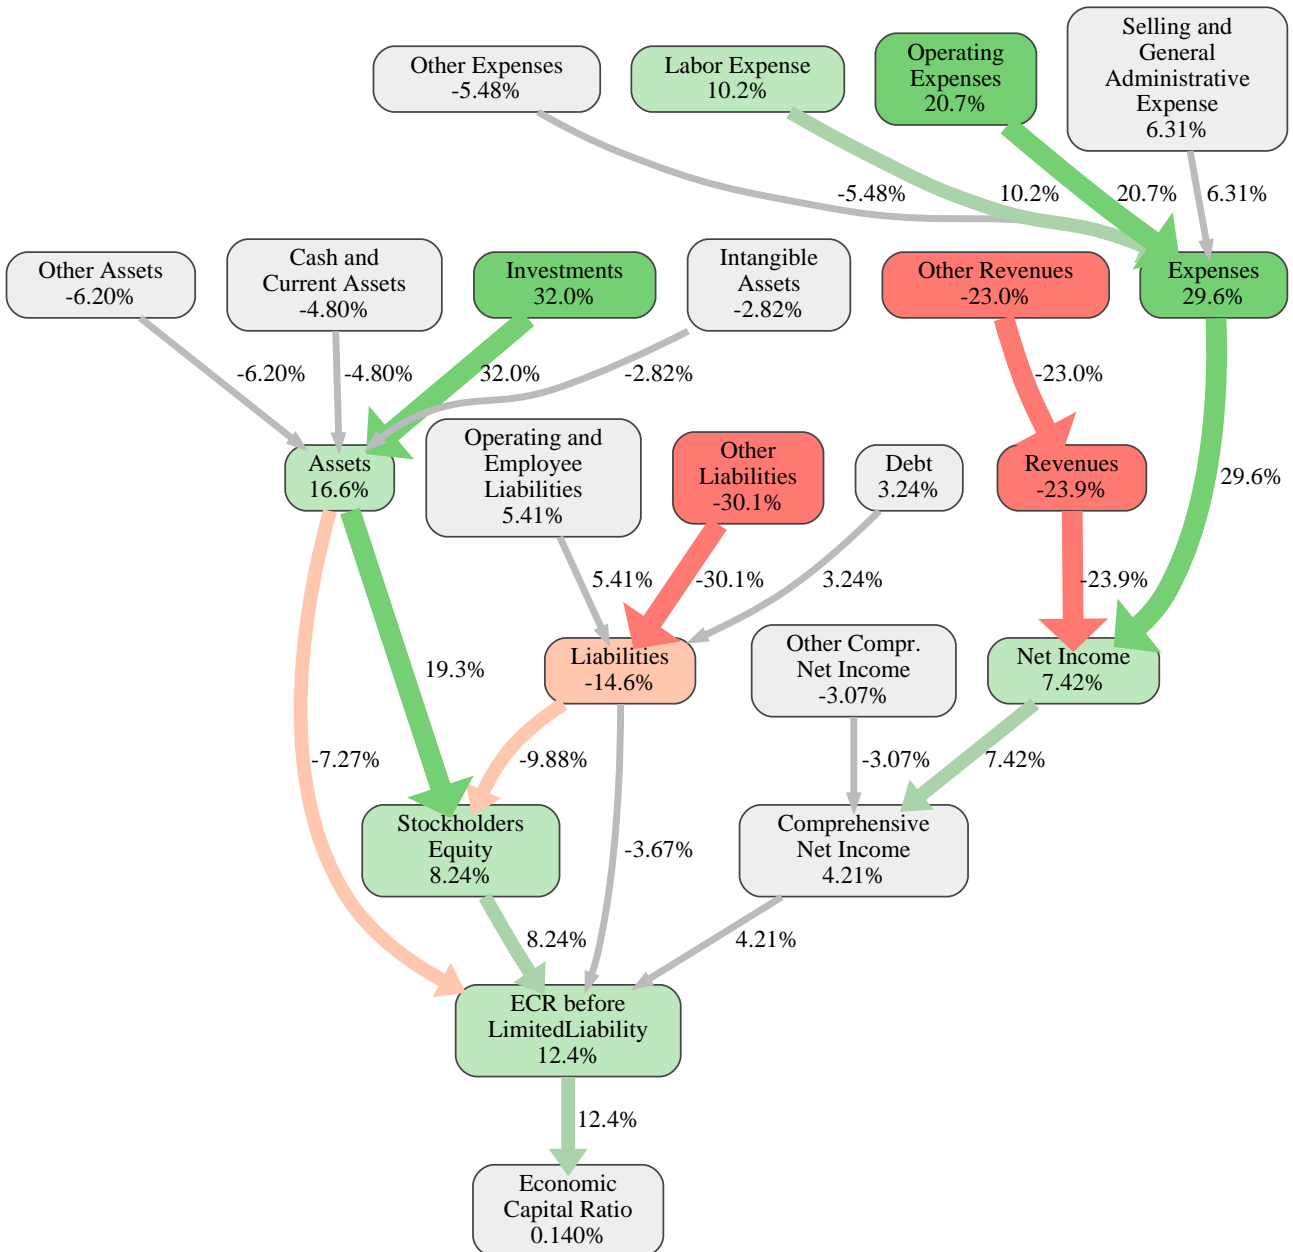 Selling and
General
Administrative
Expense
6.31%
Other Expenses
-5.48%
Labor Expense
10.2%
Operating
Expenses
20.7%
-5.48%
10.2%
20.7%
6.31%
Other Assets
-6.20%
Cash and
Current Assets
-4.80%
Investments
32.0%
Intangible
Assets
-2.82%
Other Revenues
-23.0%
Expenses
29.6%
-6.20%
-4.80%
32.0%
-2.82%
-23.0%
Assets
16.6%
Operating and
Employee
Liabilities
5.41%
Other
Liabilities
-30.1%
Debt
3.24%
Revenues
-23.9%
29.6%
5.41%
-30.1%
3.24%
-23.9%
Liabilities
-14.6%
Other Compr.
Net Income
-3.07%
Net Income
7.42%
19.3%
-7.27%
-9.88%
-3.07%
7.42%
Stockholders
Equity
8.24%
-3.67%
Comprehensive
Net Income
4.21%
8.24%
4.21%
ECR before
LimitedLiability
12.4%
12.4%
Economic
Capital Ratio
0.140%